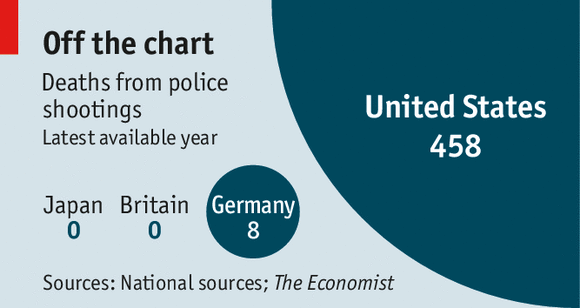 Off the chart
Deaths from police
shootings
Latest available year
United States
458
Japan
0
Britain
0
Germany
8
Sources: National sources; The Economist